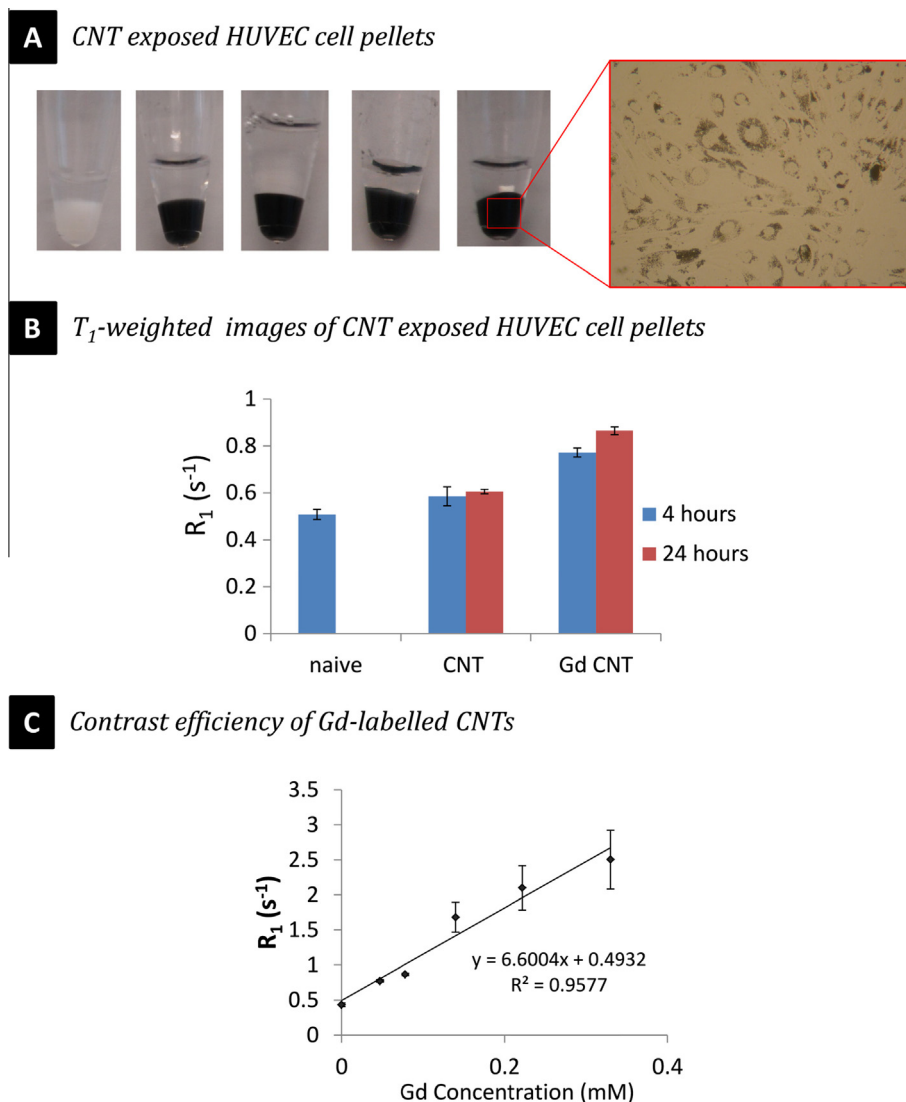 A CNT exposed HUVEC cell pellets
B T₁-weighted images of CNT exposed HUVEC cell pellets
1
0.8
0.6
0.4
0.2
0
R₁ (s⁻¹)
naive CNT Gd CNT
4 hours
24 hours
C Contrast efficiency of Gd-labelled CNTs
3.5
3
2.5
2
1.5
1
0.5
0
R₁ (s⁻¹)
y = 6.6004x + 0.4932
R² = 0.9577
0 0.2 0.4
Gd Concentration (mM)